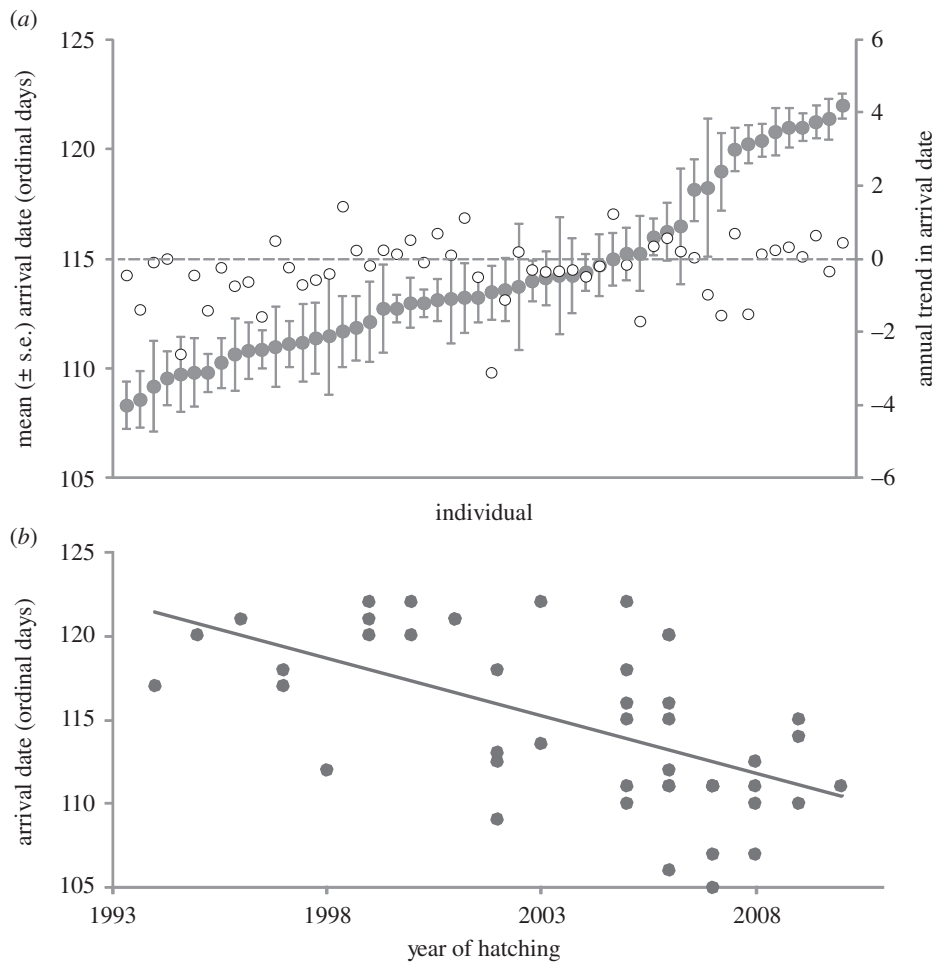 (a)
125
120
115
110
105
mean (± s.e.) arrival date (ordinal days)
6
4
2
0
–2
–4
–6
annual trend in arrival date
individual
(b)
125
120
115
110
105
arrival date (ordinal days)
1993 1998 2003 2008
year of hatching